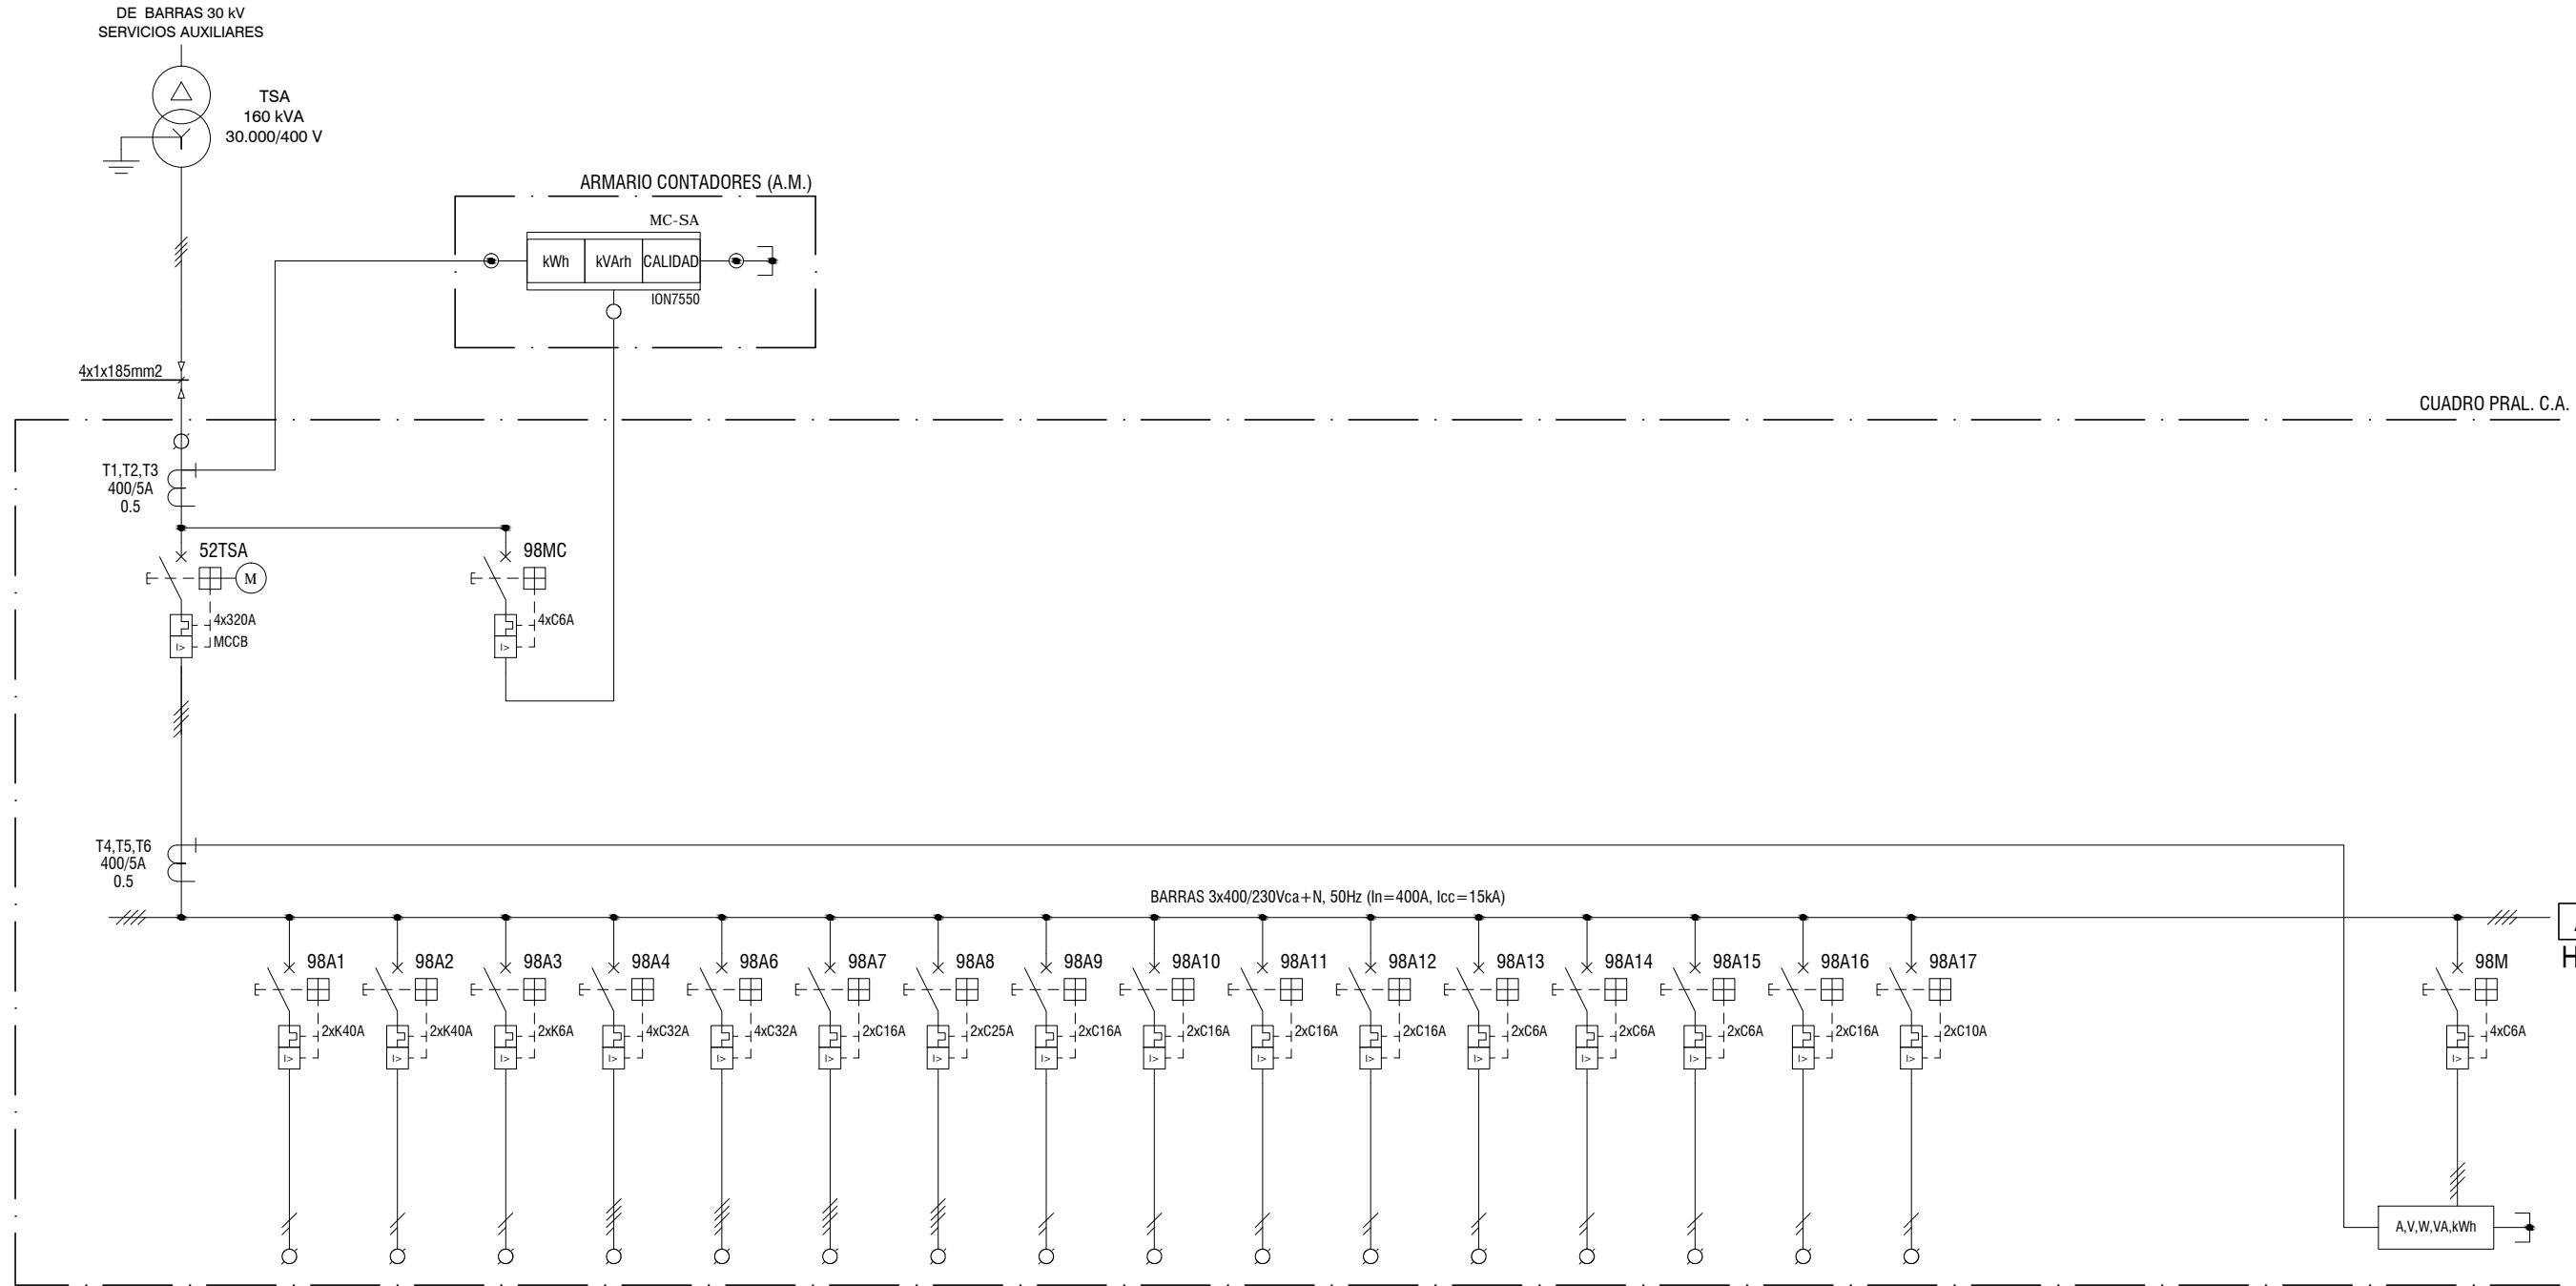 DE BARRAS 30 kV
SERVICIOS AUXILIARES
TSA
160 kVA
30.000/400 V
ARMARIO CONTADORES (A.M.)
MC-SA
kWh kVArh CALIDAD
ION7550
4x1x185mm2
CUADRO PRAL. C.A.
T1,T2,T3
400/5A
0.5
52TSA
M
4x320A
MCCB
I>
98MC
4xC6A
I>
T4,T5,T6
400/5A
0.5
BARRAS 3x400/230Vca+N, 50Hz (In=400A, Icc=15kA)
98A1 98A2 98A3 98A4 98A6 98A7 98A8 98A9 98A10 98A11 98A12 98A13 98A14 98A15 98A16 98A17 98M
2xK40A 2xK40A 2xK6A 4xC32A 4xC32A 2xC16A 2xC25A 2xC16A 2xC16A 2xC16A 2xC16A 2xC6A 2xC6A 2xC6A 2xC16A 2xC10A 4xC6A
I> I> I> I> I> I> I> I> I> I> I> I> I> I> I> I> I>
A,V,W,VA,kWh